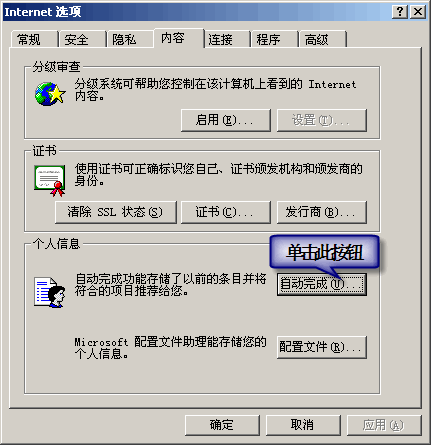 Internet 选项
常规 安全 隐私 内容 连接 程序 高级
分级审查
分级系统可帮助您控制在该计算机上看到的 Internet
内容。
启用(E)... 设置(T)...
证书
使用证书可正确标识您自己、证书颁发机构和颁发商的
身份。
清除 SSL 状态(S) 证书(C)... 发行商(B)...
个人信息
单击此按钮
自动完成功能存储了以前的条目并将
符合的项目推荐给您。
自动完成(U)...
Microsoft 配置文件助理能存储您的
个人信息。
配置文件(R)...
确定 取消 应用(A)